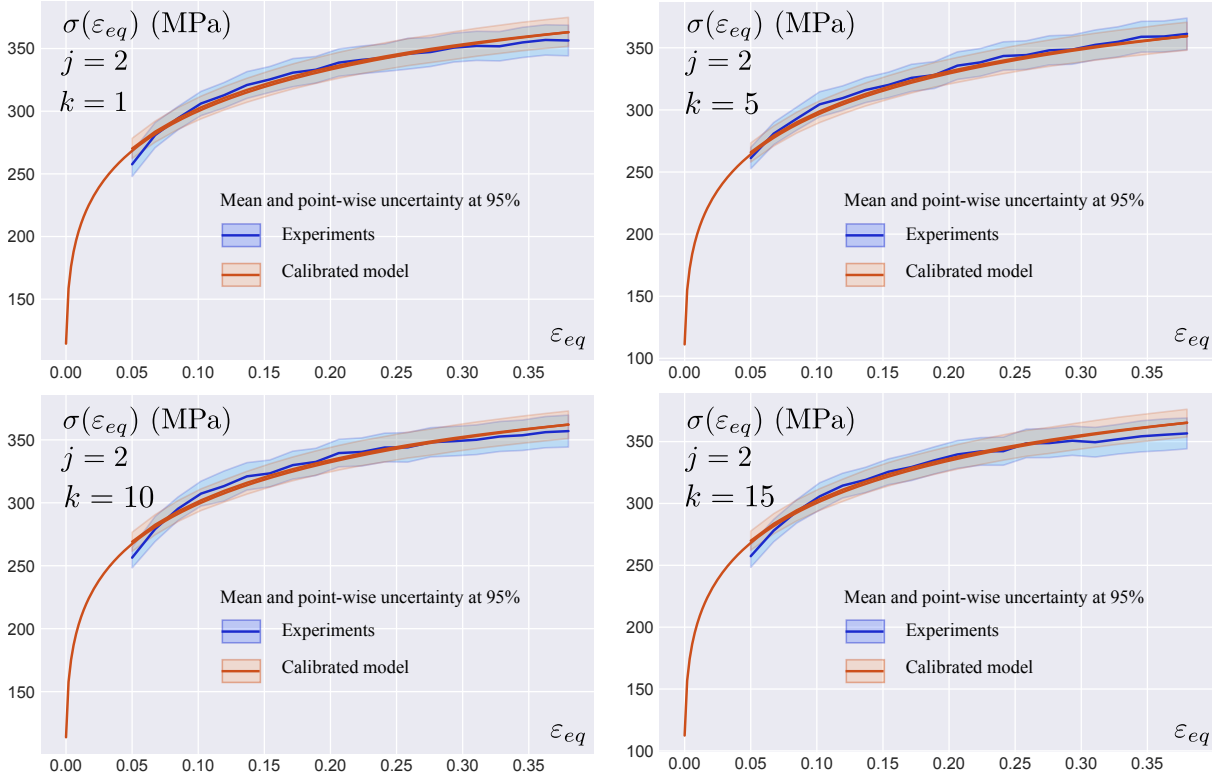 σ(ε_eq) (MPa)
j = 2
k = 1
350
300
250
200
150
Mean and point-wise uncertainty at 95%
Experiments
Calibrated model
ε_eq
0.00 0.05 0.10 0.15 0.20 0.25 0.30 0.35
σ(ε_eq) (MPa)
j = 2
k = 5
350
300
250
200
150
100
Mean and point-wise uncertainty at 95%
Experiments
Calibrated model
ε_eq
0.00 0.05 0.10 0.15 0.20 0.25 0.30 0.35
σ(ε_eq) (MPa)
j = 2
k = 10
350
300
250
200
150
Mean and point-wise uncertainty at 95%
Experiments
Calibrated model
ε_eq
0.00 0.05 0.10 0.15 0.20 0.25 0.30 0.35
σ(ε_eq) (MPa)
j = 2
k = 15
350
300
250
200
150
100
Mean and point-wise uncertainty at 95%
Experiments
Calibrated model
ε_eq
0.00 0.05 0.10 0.15 0.20 0.25 0.30 0.35